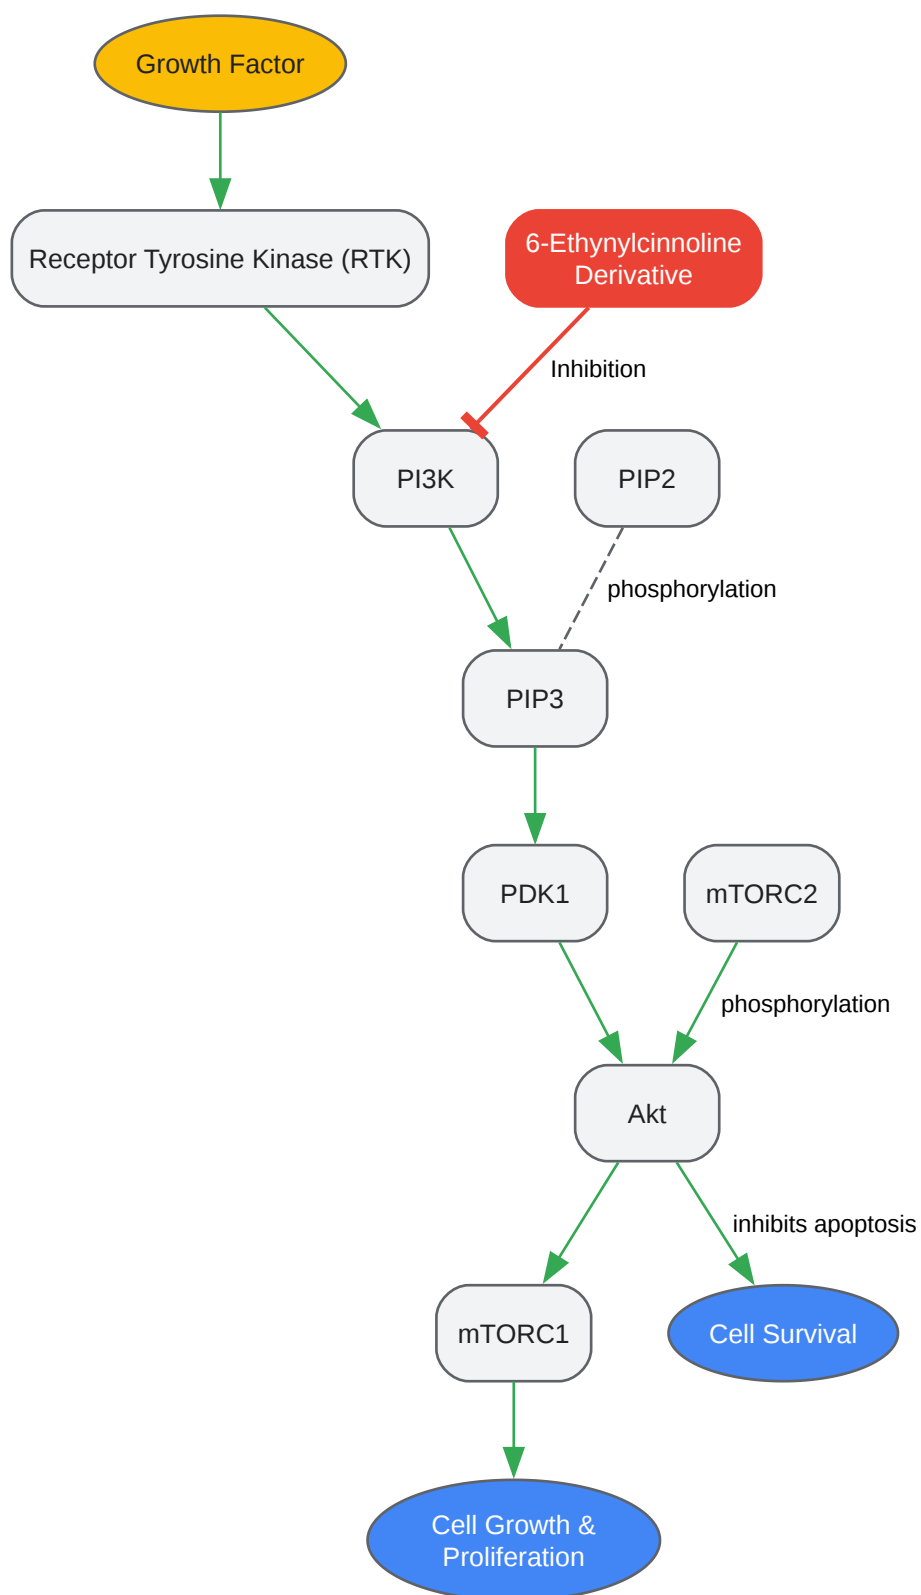 Growth Factor
Receptor Tyrosine Kinase (RTK)
6-Ethynylcinnoline
Derivative
Inhibition
PI3K
PIP2
phosphorylation
PIP3
PDK1
mTORC2
phosphorylation
Akt
inhibits apoptosis
mTORC1
Cell Survival
Cell Growth &
Proliferation